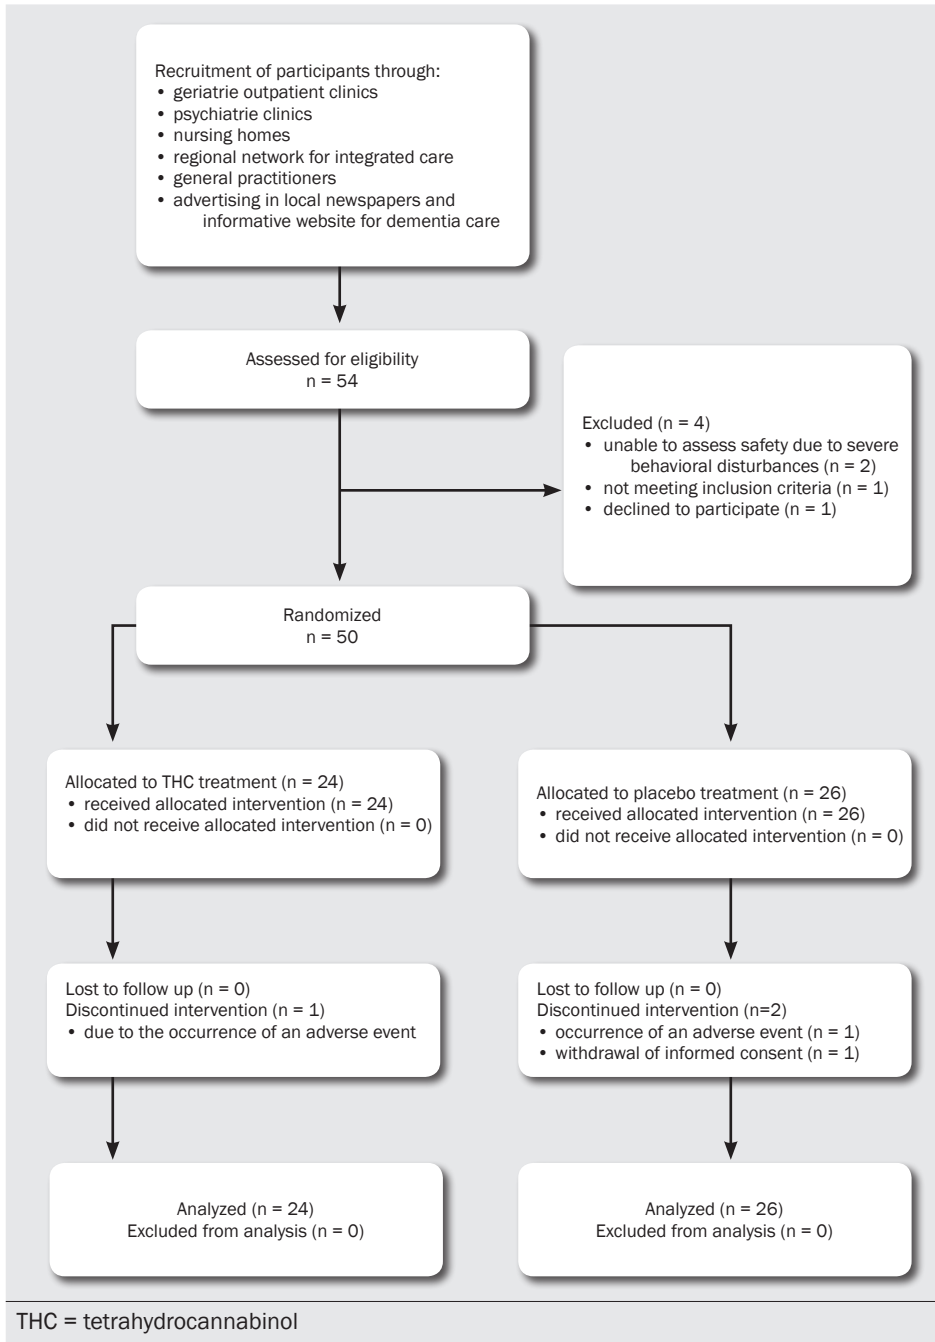 Recruitment of participants through:
• geriatrie outpatient clinics
• psychiatrie clinics
• nursing homes
• regional network for integrated care
• general practitioners
• advertising in local newspapers and
informative website for dementia care
Assessed for eligibility
n = 54
Excluded (n = 4)
• unable to assess safety due to severe
behavioral disturbances (n = 2)
• not meeting inclusion criteria (n = 1)
• declined to participate (n = 1)
Randomized
n = 50
Allocated to THC treatment (n = 24)
• received allocated intervention (n = 24)
• did not receive allocated intervention (n = 0)
Allocated to placebo treatment (n = 26)
• received allocated intervention (n = 26)
• did not receive allocated intervention (n = 0)
Lost to follow up (n = 0)
Discontinued intervention (n = 1)
• due to the occurrence of an adverse event
Lost to follow up (n = 0)
Discontinued intervention (n=2)
• occurrence of an adverse event (n = 1)
• withdrawal of informed consent (n = 1)
Analyzed (n = 24)
Excluded from analysis (n = 0)
Analyzed (n = 26)
Excluded from analysis (n = 0)
THC = tetrahydrocannabinol